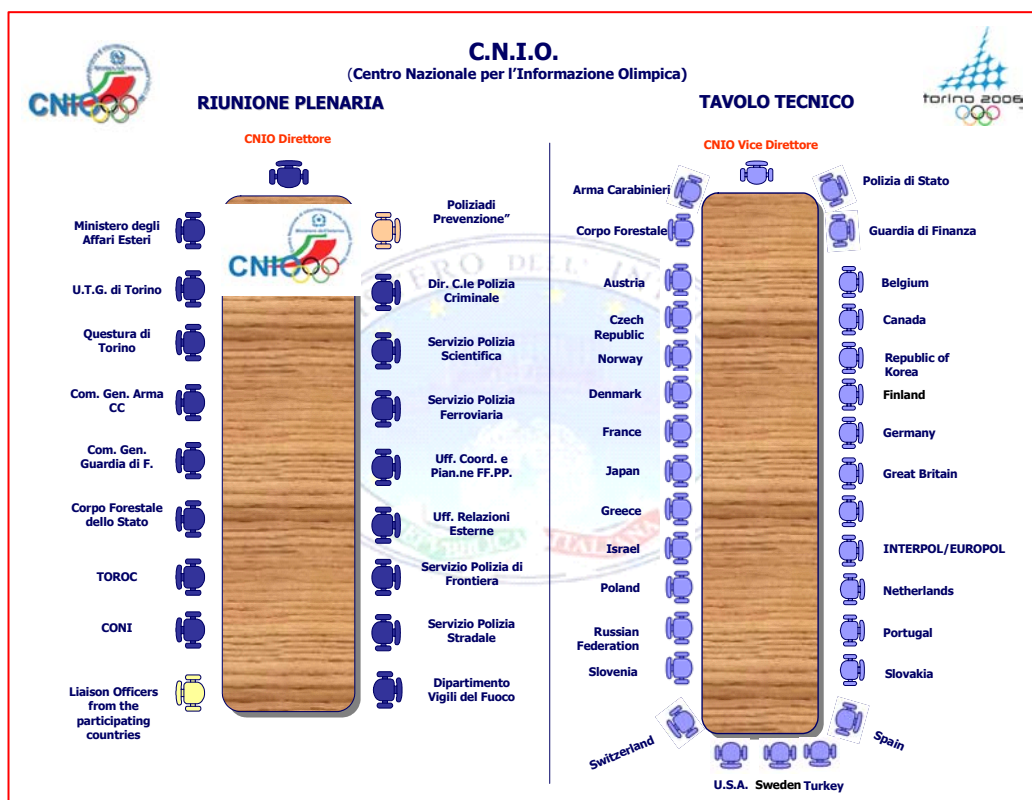 C.N.I.O.
(Centro Nazionale per l'Informazione Olimpica)
CNIO
torino 2006
RIUNIONE PLENARIA
CNIO Direttore
Ministero degli
Affari Esteri
U.T.G. di Torino
Questura di
Torino
Com. Gen. Arma
CC
Com. Gen.
Guardia di F.
Corpo Forestale
dello Stato
TOROC
CONI
Liaison Officers
from the
participating
countries
CNIO
Poliziadi
Prevenzione”
Dir. C.le Polizia
Criminale
Servizio Polizia
Scientifica
Servizio Polizia
Ferroviaria
Uff. Coord. e
Pian.ne FF.PP.
Uff. Relazioni
Esterne
Servizio Polizia di
Frontiera
Servizio Polizia
Stradale
Dipartimento
Vigili del Fuoco
TAVOLO TECNICO
CNIO Vice Direttore
Arma Carabinieri
Corpo Forestale
Austria
Czech
Republic
Norway
Denmark
France
Japan
Greece
Israel
Poland
Russian
Federation
Slovenia
Switzerland
Polizia di Stato
Guardia di Finanza
Belgium
Canada
Republic of
Korea
Finland
Germany
Great Britain
INTERPOL/EUROPOL
Netherlands
Portugal
Slovakia
Spain
U.S.A. Sweden Turkey